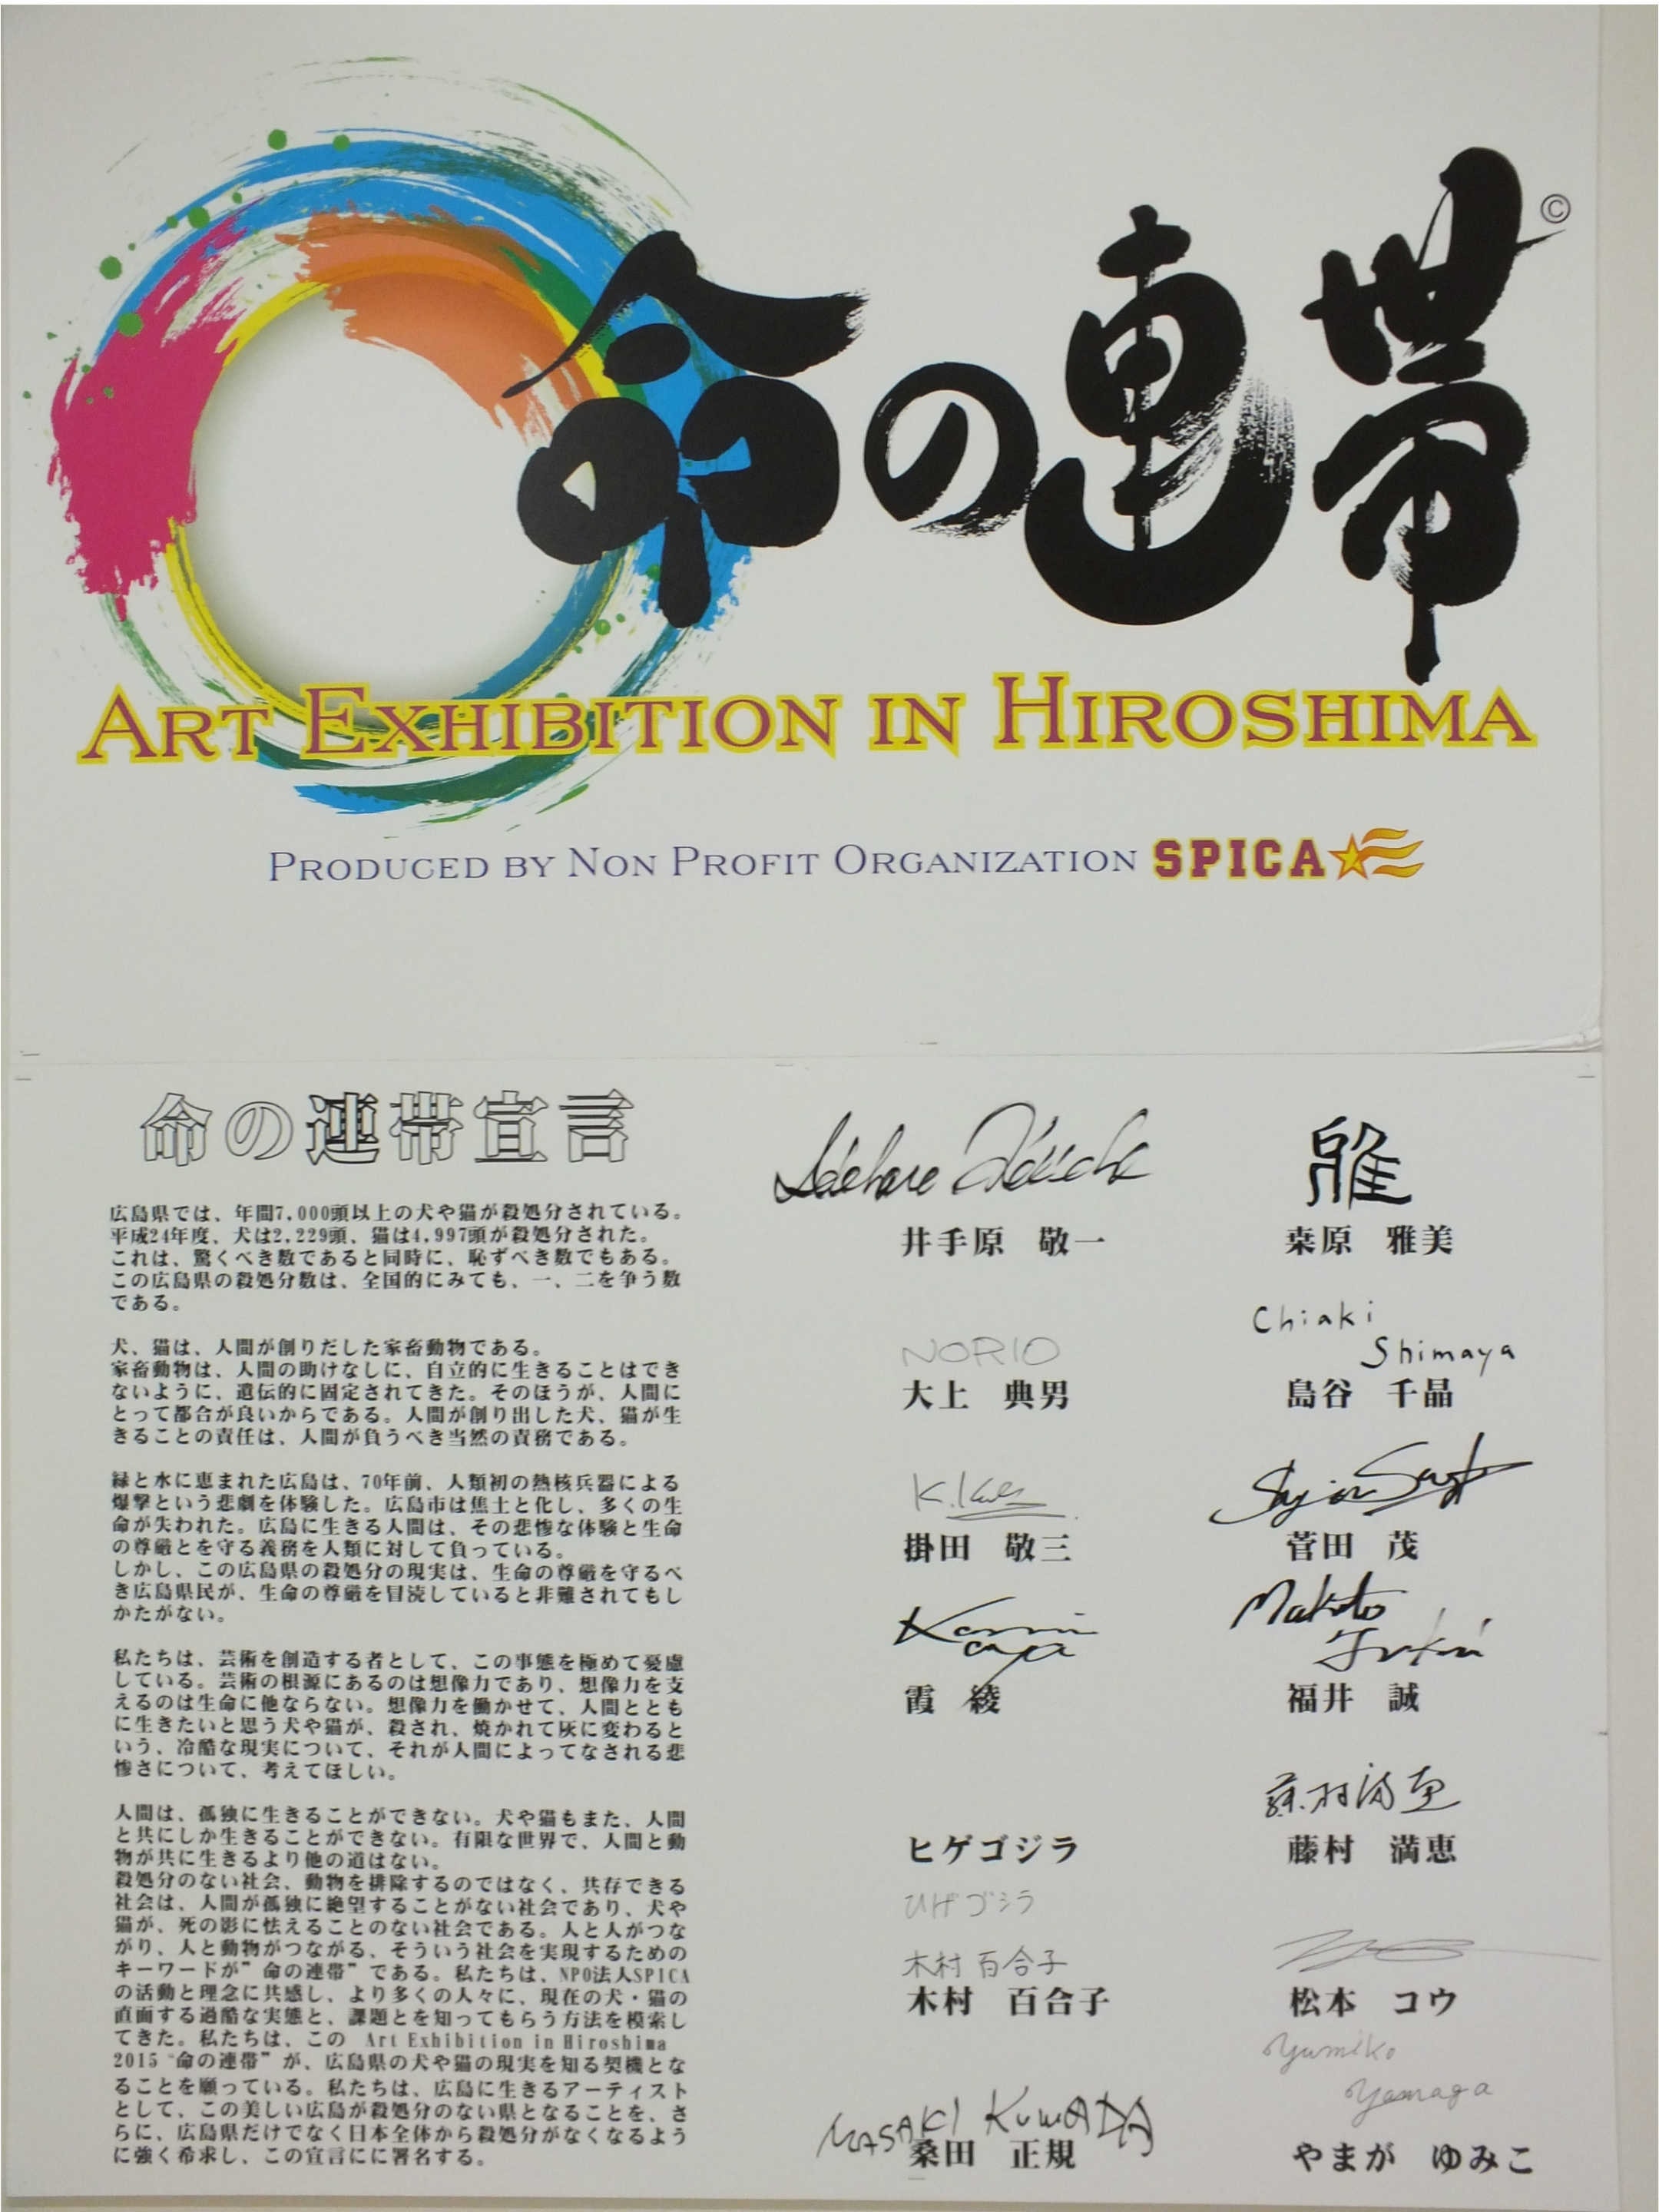 命の連帯
©
ART EXHIBITION IN HIROSHIMA
PRODUCED BY NON PROFIT ORGANIZATION SPICA
命の連帯宣言
広島県では、年間7,000頭以上の犬や猫が殺処分されている。
平成24年度、犬は2,229頭、猫は4,997頭が殺処分された。
これは、驚くべき数であると同時に、恥ずべき数でもある。
この広島県の殺処分数は、全国的にみても、一、二を争う数
である。
犬、猫は、人間が創りだした家畜動物である。
家畜動物は、人間の助けなしに、自立的に生きることはでき
ないように、遺伝的に固定されてきた。そのほうが、人間に
とって都合が良いからである。人間が創り出した犬、猫が生
きることの責任は、人間が負うべき当然の責務である。
緑と水に恵まれた広島は、70年前、人類初の熱核兵器による
爆撃という悲劇を体験した。広島市は焦土と化し、多くの生
命が失われた。広島に生きる人間は、その悲惨な体験と生命
の尊厳とを守る義務を人類に対して負っている。
しかし、この広島県の殺処分の現実は、生命の尊厳を守るべ
き広島県民が、生命の尊厳を冒涜していると非難されてもし
かたがない。
私たちは、芸術を創造する者として、この事態を極めて憂慮
している。芸術の根源にあるのは想像力であり、想像力を支
えるのは生命に他ならない。想像力を働かせて、人間ととも
に生きたいと思う犬や猫が、殺され、焼かれて灰に変わると
いう、冷酷な現実について、それが人間によってなされる悲
惨さについて、考えてほしい。
人間は、孤独に生きることができない。犬や猫もまた、人間
と共にしか生きることができない。有限な世界で、人間と動
物が共に生きるより他の道はない。
殺処分のない社会、動物を排除するのではなく、共存できる
社会は、人間が孤独に絶望することがない社会であり、犬や
猫が、死の影に怯えることのない社会である。人と人がつな
がり、人と動物がつながる、そういう社会を実現するための
キーワードが"命の連帯"である。私たちは、NPO法人SPICA
の活動と理念に共感し、より多くの人々に、現在の犬・猫の
直面する過酷な実態と、課題とを知ってもらう方法を模索し
てきた。私たちは、この Art Exhibition in Hiroshima
2015 "命の連帯"が、広島県の犬や猫の現実を知る契機とな
ることを願っている。私たちは、広島に生きるアーティスト
として、この美しい広島が殺処分のない県となることを、さ
らに、広島県だけでなく日本全体から殺処分がなくなるよう
に強く希求し、この宣言にに署名する。
井手原 敬一
NORIO
大上 典男
掛田 敬三
霞 綾
ヒゲゴジラ
ひげゴジラ
木村 百合子
木村 百合子
MASAKI KUWADA
桑田 正規
雅
桒原 雅美
Chiaki
Shimaya
島谷 千晶
菅田 茂
Makoto
Fukui
福井 誠
藤村満恵
藤村 満恵
松本 コウ
Yumiko
Yamaga
やまが ゆみこ